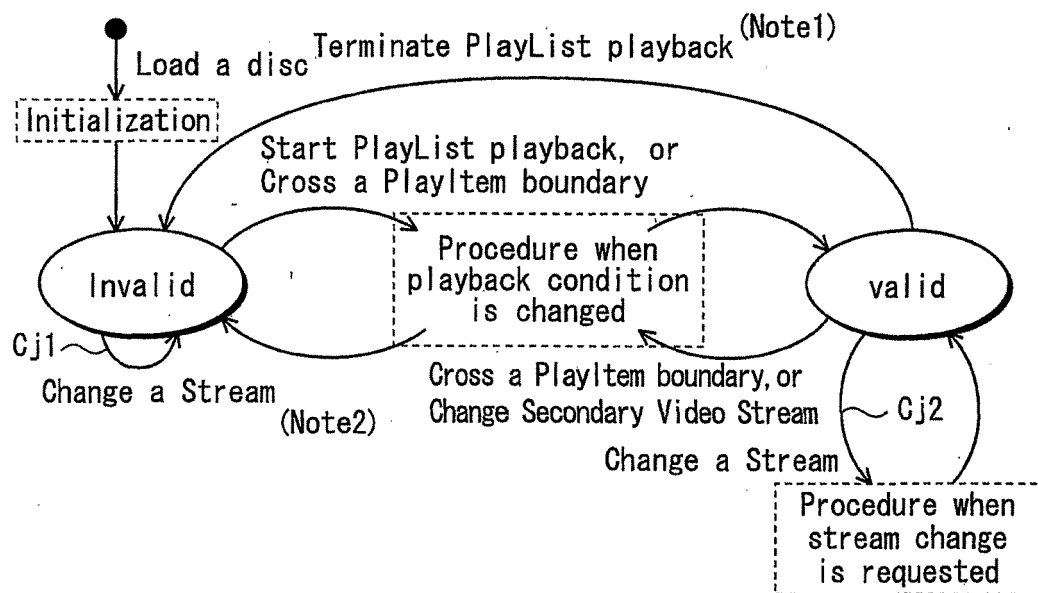 Load a disc
Terminate PlayList playback (Note1)
Initialization
Start PlayList playback, or
Cross a PlayItem boundary
Invalid
Procedure when
playback condition
is changed
valid
Cj1
Change a Stream
(Note2)
Cross a PlayItem boundary, or
Change Secondary Video Stream
Cj2
Change a Stream
Procedure when
stream change
is requested